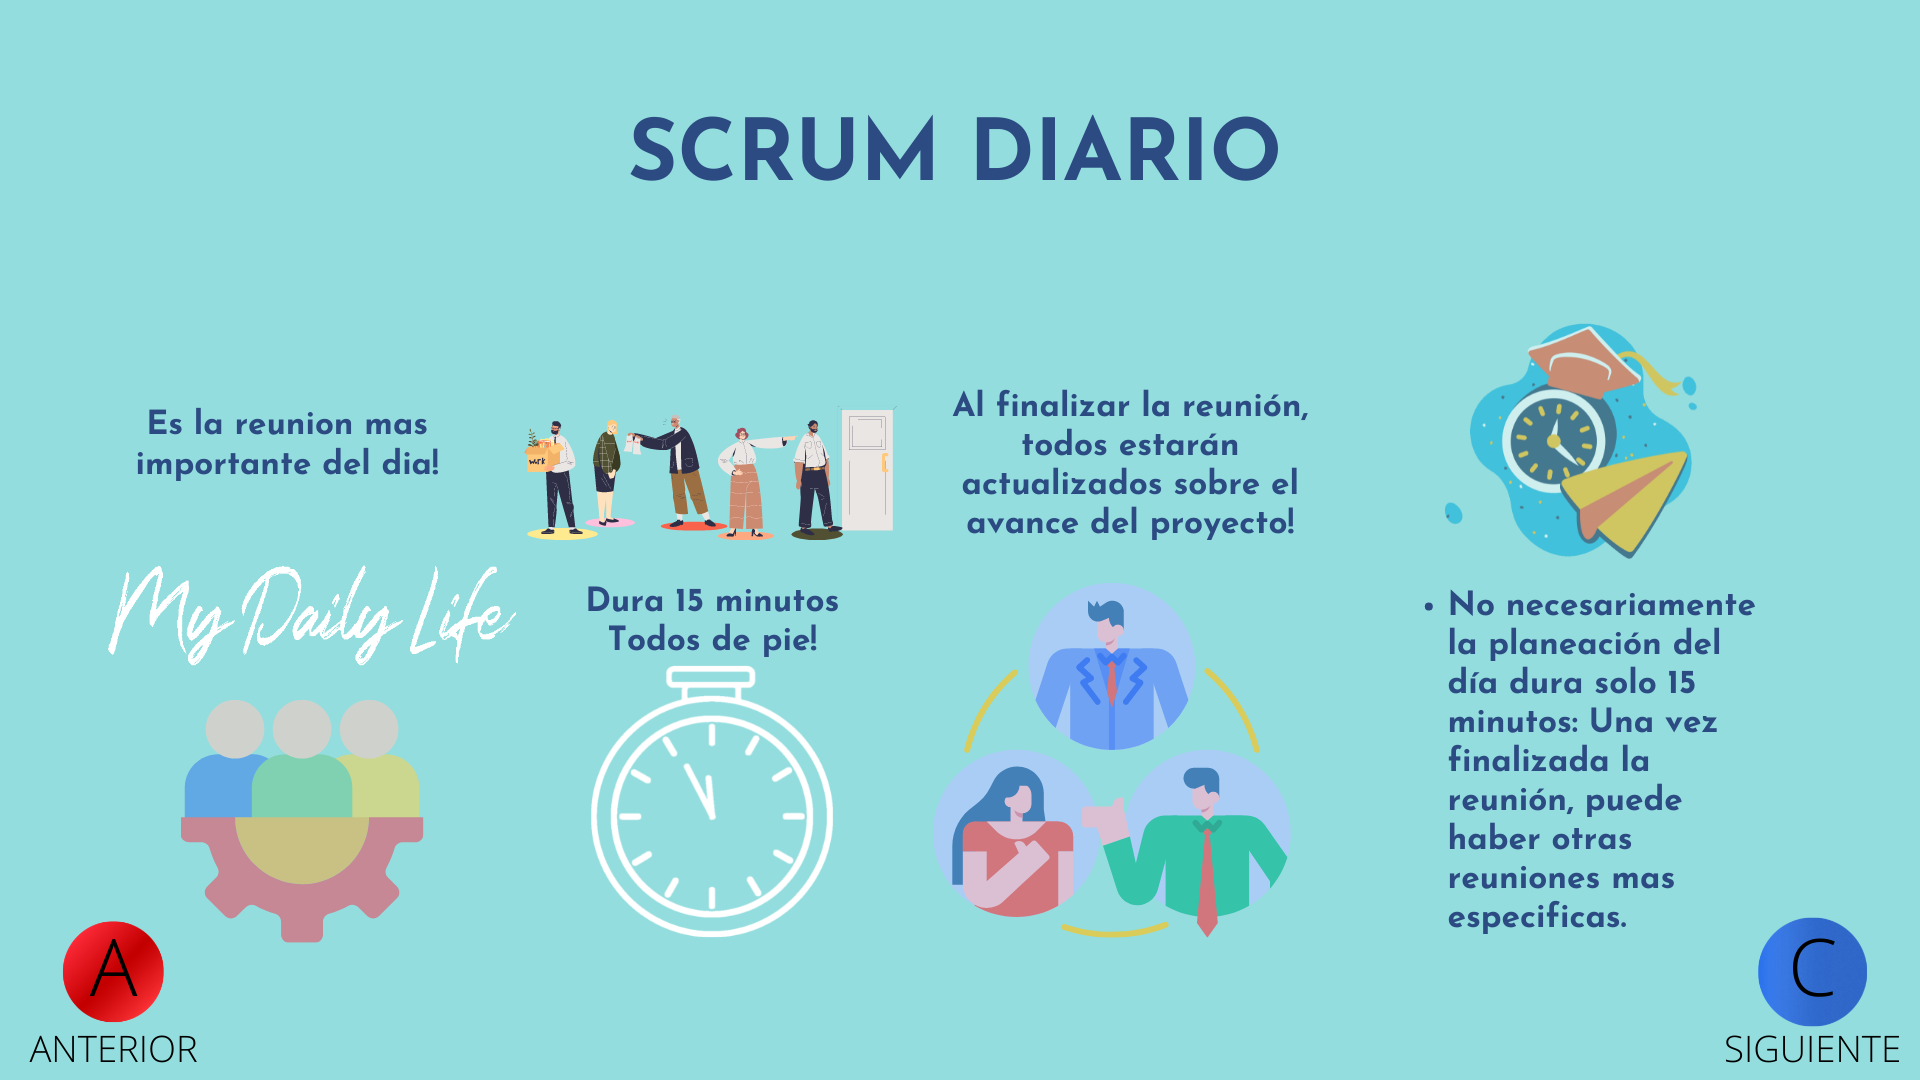 SCRUM DIARIO
Es la reunion mas
importante del dia!
My Daily Life
work
Dura 15 minutos
Todos de pie!
Al finalizar la reunión,
todos estarán
actualizados sobre el
avance del proyecto!
• No necesariamente
la planeación del
día dura solo 15
minutos: Una vez
finalizada la
reunión, puede
haber otras
reuniones mas
especificas.
A
ANTERIOR
C
SIGUIENTE